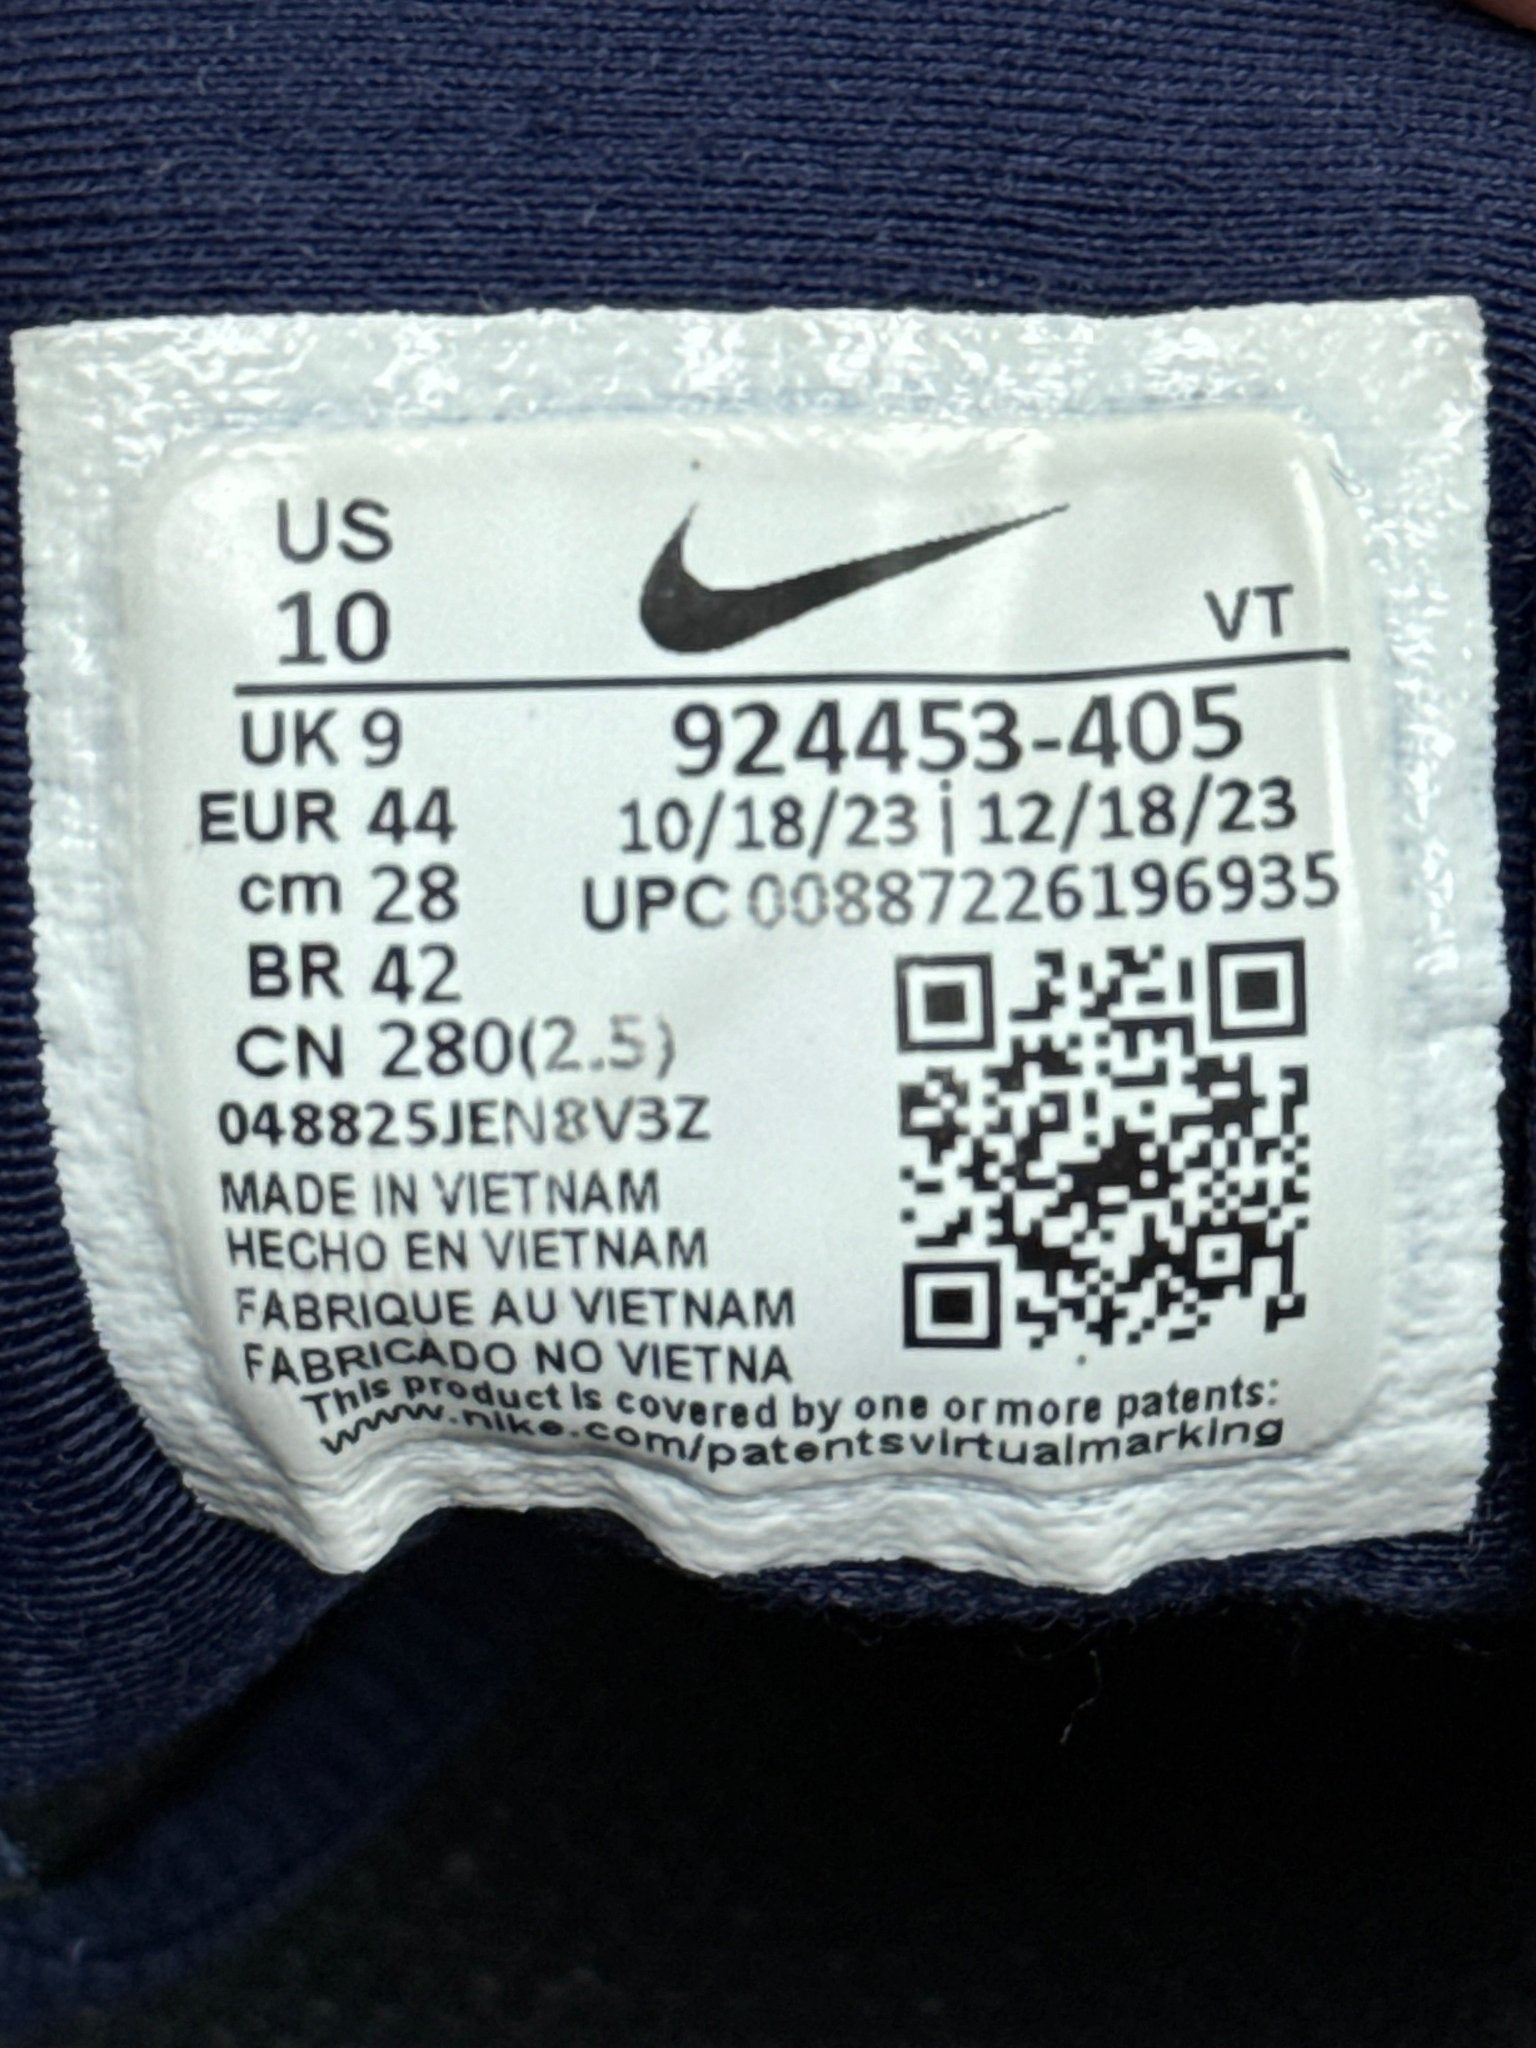 US
10
VT
UK 9
924453-405
EUR 44
10/18/23 | 12/18/23
cm 28
UPC 00887226196935
BR 42
CN 280(2.5)
048825JEN8V3Z
MADE IN VIETNAM
HECHO EN VIETNAM
FABRIQUE AU VIETNAM
FABRICADO NO VIETNA
This product is covered by one or more patents:
www.nike.com/patentsvirtualmarking